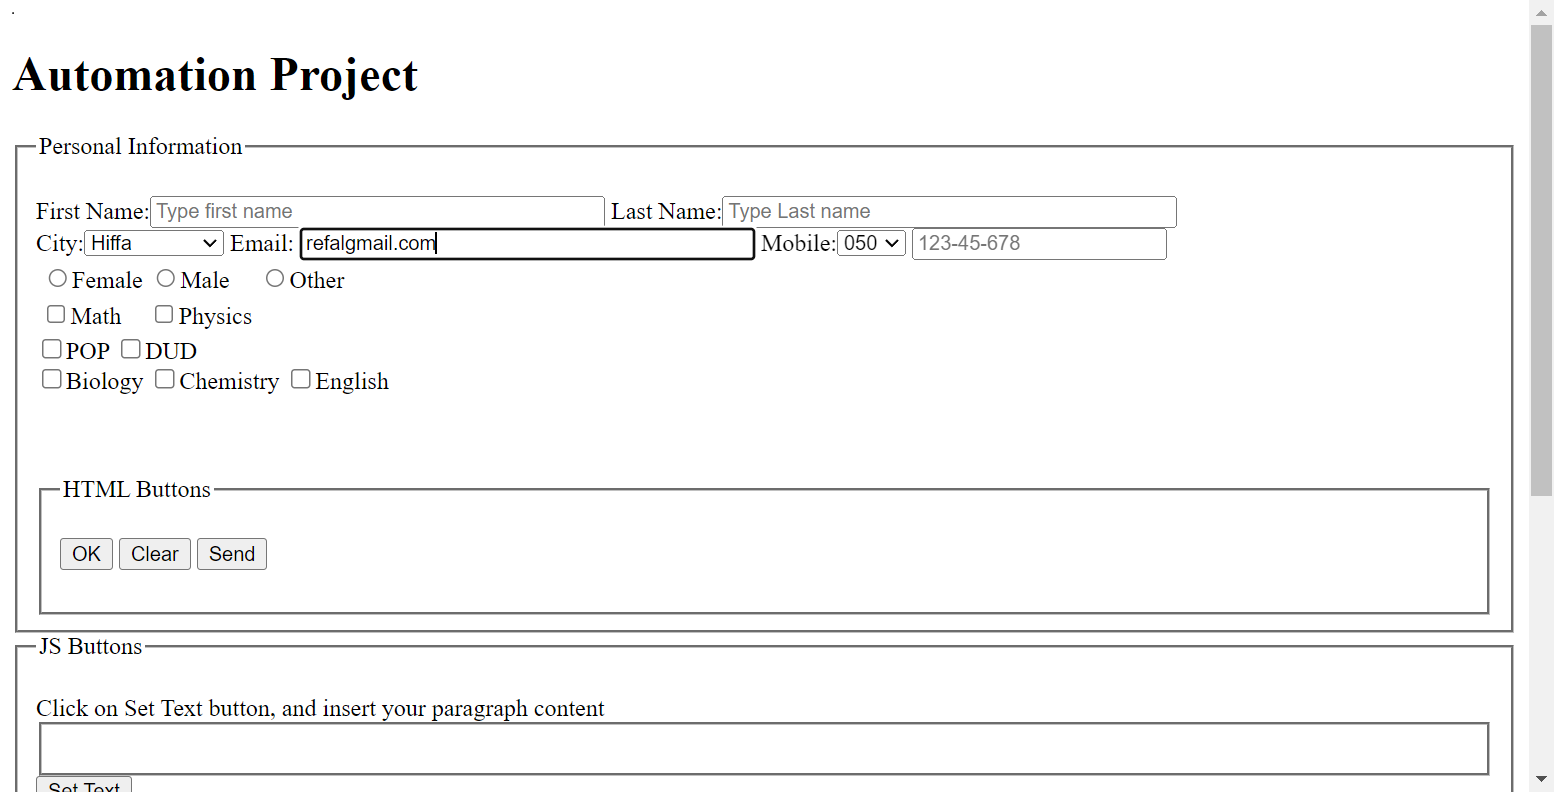 Automation Project
Personal Information
First Name: Type first name Last Name: Type Last name
City: Hiffa Email: refalgmail.com Mobile: 050 123-45-678
Female Male Other
Math Physics
POP DUD
Biology Chemistry English
HTML Buttons
OK Clear Send
JS Buttons
Click on Set Text button, and insert your paragraph content
Set Text